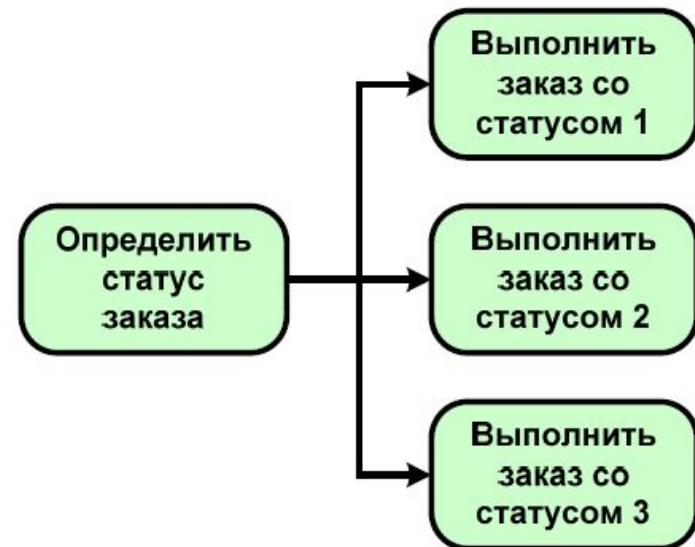 Выполнить
заказ со
статусом 1
Определить
статус
заказа
Выполнить
заказ со
статусом 2
Выполнить
заказ со
статусом 3